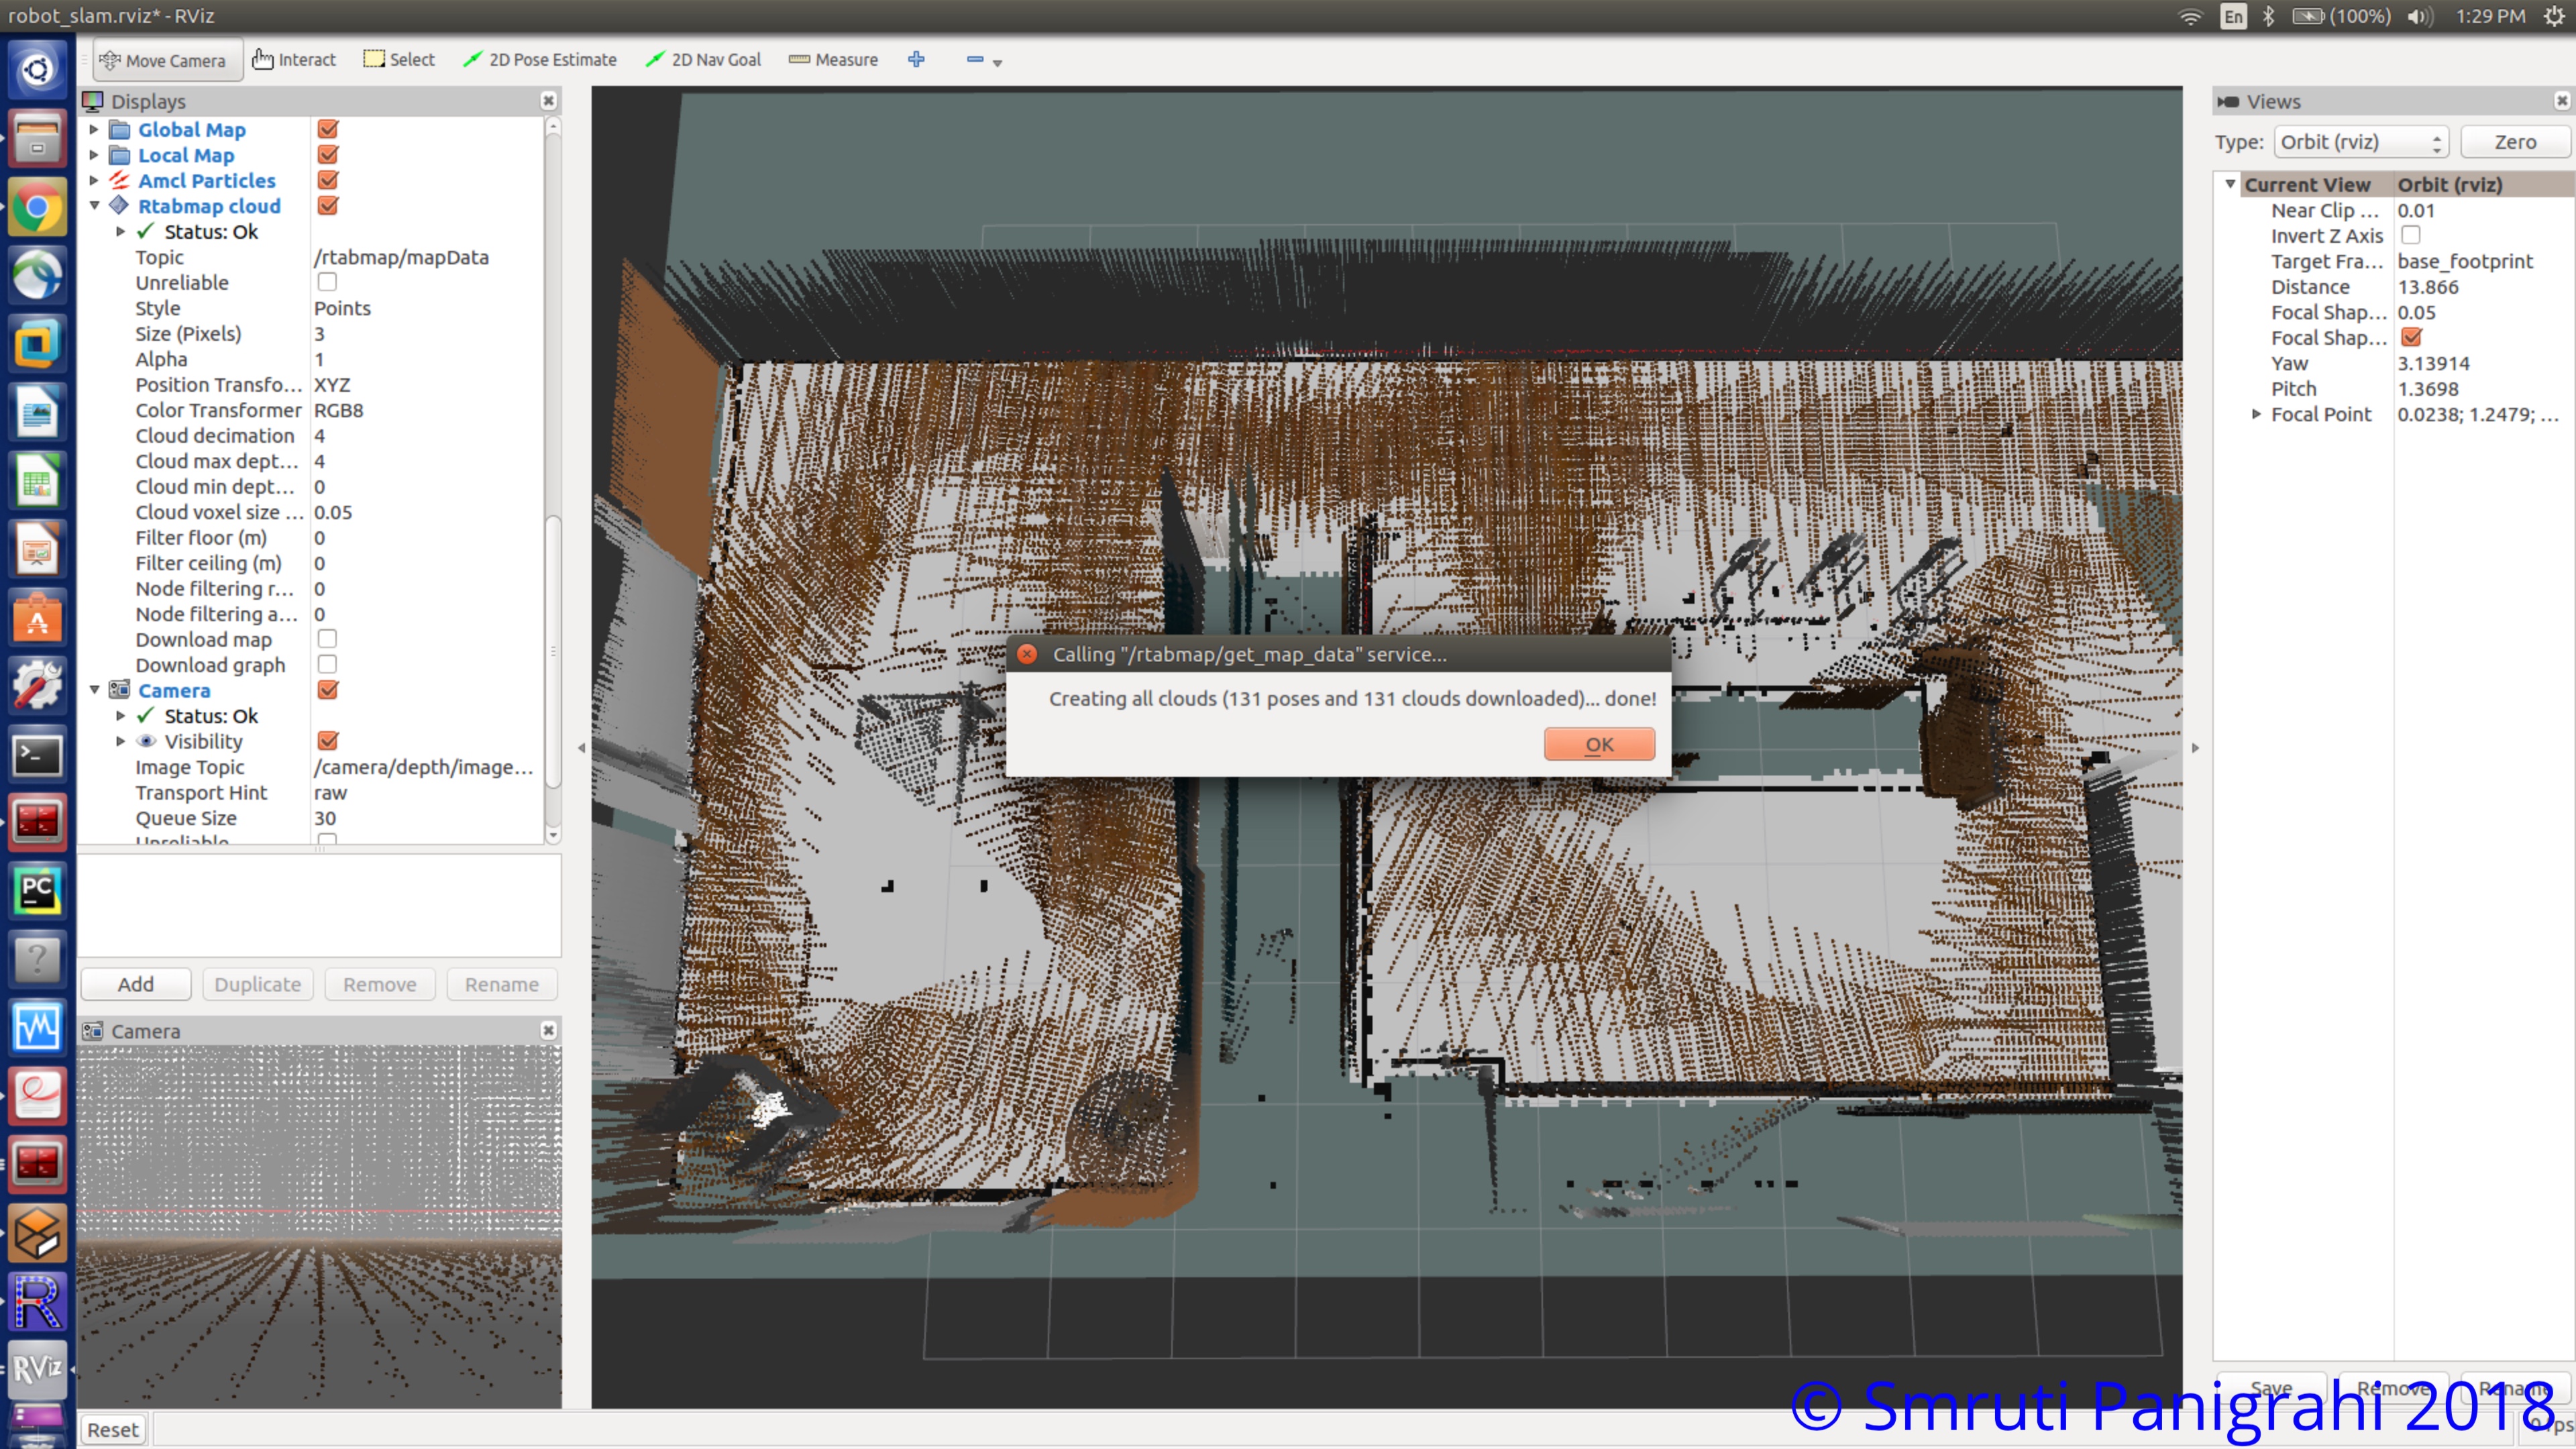 robot_slam.rviz* - RViz
En (100%) 1:29 PM
Move Camera Interact Select 2D Pose Estimate 2D Nav Goal Measure
Displays
Global Map
Local Map
Amcl Particles
Rtabmap cloud
Status: Ok
Topic /rtabmap/mapData
Unreliable
Style Points
Size (Pixels) 3
Alpha 1
Position Transfo... XYZ
Color Transformer RGB8
Cloud decimation 4
Cloud max dept... 4
Cloud min dept... 0
Cloud voxel size ... 0.05
Filter floor (m) 0
Filter ceiling (m) 0
Node filtering r... 0
Node filtering a... 0
Download map
Download graph
Camera
Status: Ok
Visibility
Image Topic /camera/depth/image...
Transport Hint raw
Queue Size 30
Unreliable
Add Duplicate Remove Rename
Camera
Reset
Calling "/rtabmap/get_map_data" service...
Creating all clouds (131 poses and 131 clouds downloaded)... done!
OK
Views
Type: Orbit (rviz) Zero
Current View Orbit (rviz)
Near Clip ... 0.01
Invert Z Axis
Target Fra... base_footprint
Distance 13.866
Focal Shap... 0.05
Focal Shap...
Yaw 3.13914
Pitch 1.3698
Focal Point 0.0238; 1.2479; ...
Save Remove Rename
PC
RViz
© Smruti Panigrahi 2018